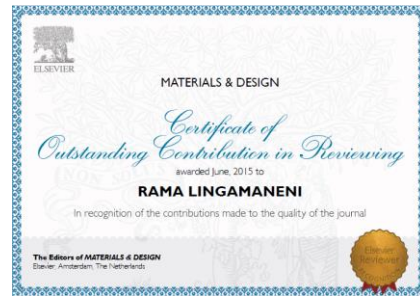 ELSEVIER
MATERIALS & DESIGN
Certificate of
Outstanding Contribution in Reviewing
awarded June, 2015 to
RAMA LINGAMANENI
In recognition of the contributions made to the quality of the journal
The Editors of MATERIALS & DESIGN
Elsevier, Amsterdam, The Netherlands
Elsevier
Reviewer